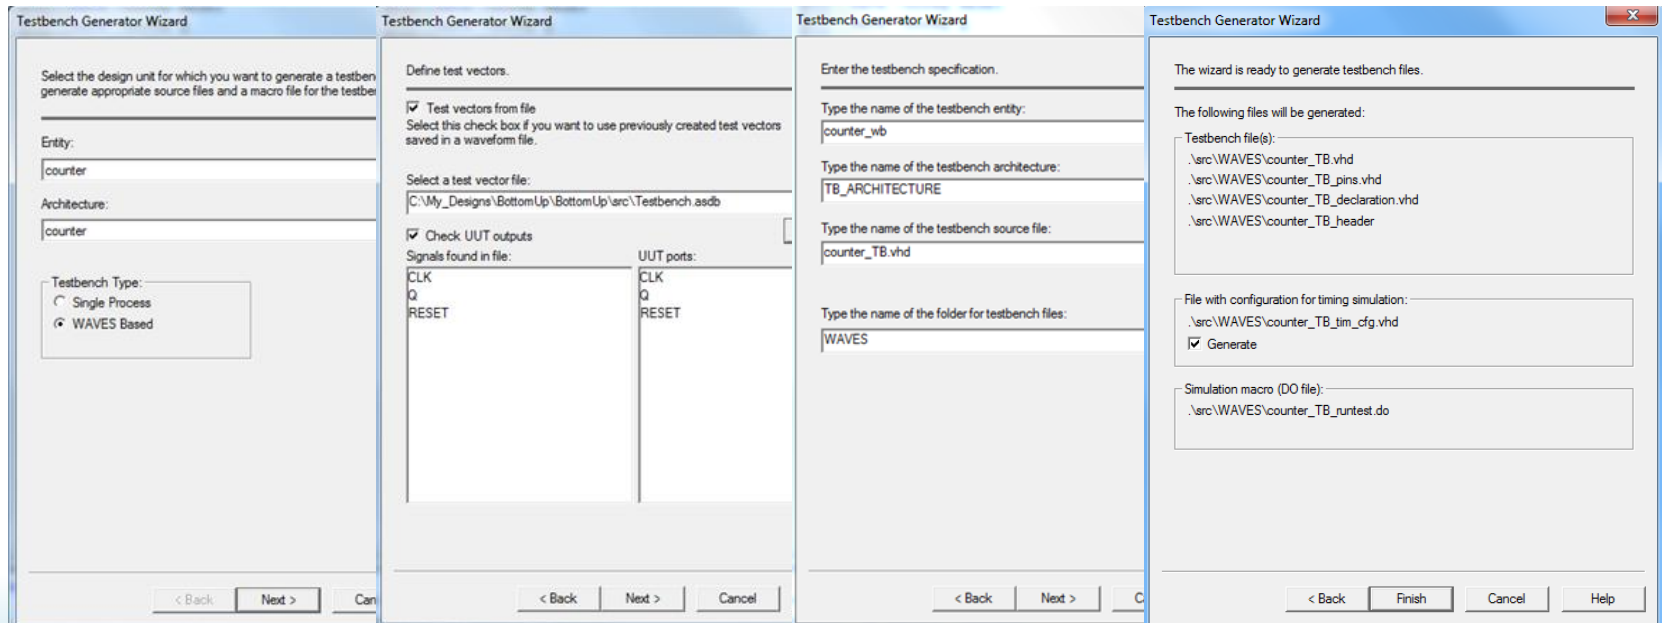 Testbench Generator Wizard
Select the design unit for which you want to generate a testben
generate appropriate source files and a macro file for the testbe
Entity:
counter
Architecture:
counter
Testbench Type:
Single Process
WAVES Based
< Back
Next >
Can
Testbench Generator Wizard
Define test vectors.
Test vectors from file
Select this check box if you want to use previously created test vectors
saved in a waveform file.
Select a test vector file:
C:\My_Designs\BottomUp\BottomUp\src\Testbench.asdb
Check UUT outputs
Signals found in file:
CLK
Q
RESET
UUT ports:
CLK
Q
RESET
< Back
Next >
Cancel
Testbench Generator Wizard
Enter the testbench specification.
Type the name of the testbench entity:
counter_wb
Type the name of the testbench architecture:
TB_ARCHITECTURE
Type the name of the testbench source file:
counter_TB.vhd
Type the name of the folder for testbench files:
WAVES
< Back
Next >
C
Testbench Generator Wizard
The wizard is ready to generate testbench files.
The following files will be generated:
Testbench file(s):
.\src\WAVES\counter_TB.vhd
.\src\WAVES\counter_TB_pins.vhd
.\src\WAVES\counter_TB_declaration.vhd
.\src\WAVES\counter_TB_header
File with configuration for timing simulation:
.\src\WAVES\counter_TB_tim_cfg.vhd
Generate
Simulation macro (DO file):
.\src\WAVES\counter_TB_runtest.do
< Back
Finish
Cancel
Help